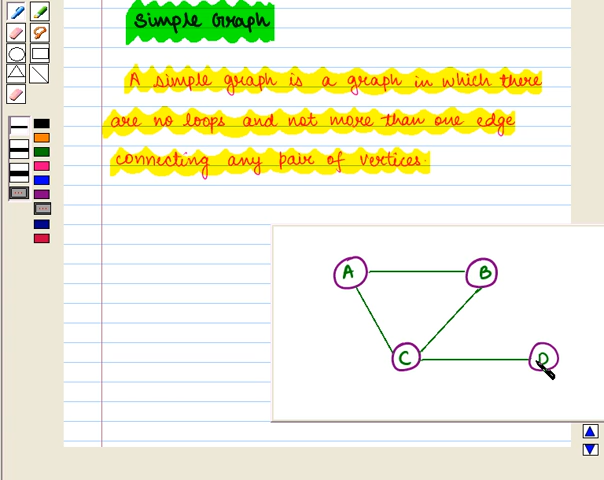 Simple Graph
A simple graph is a graph in which there
are no loops and not more than one edge
connecting any pair of vertices.
A B
C D